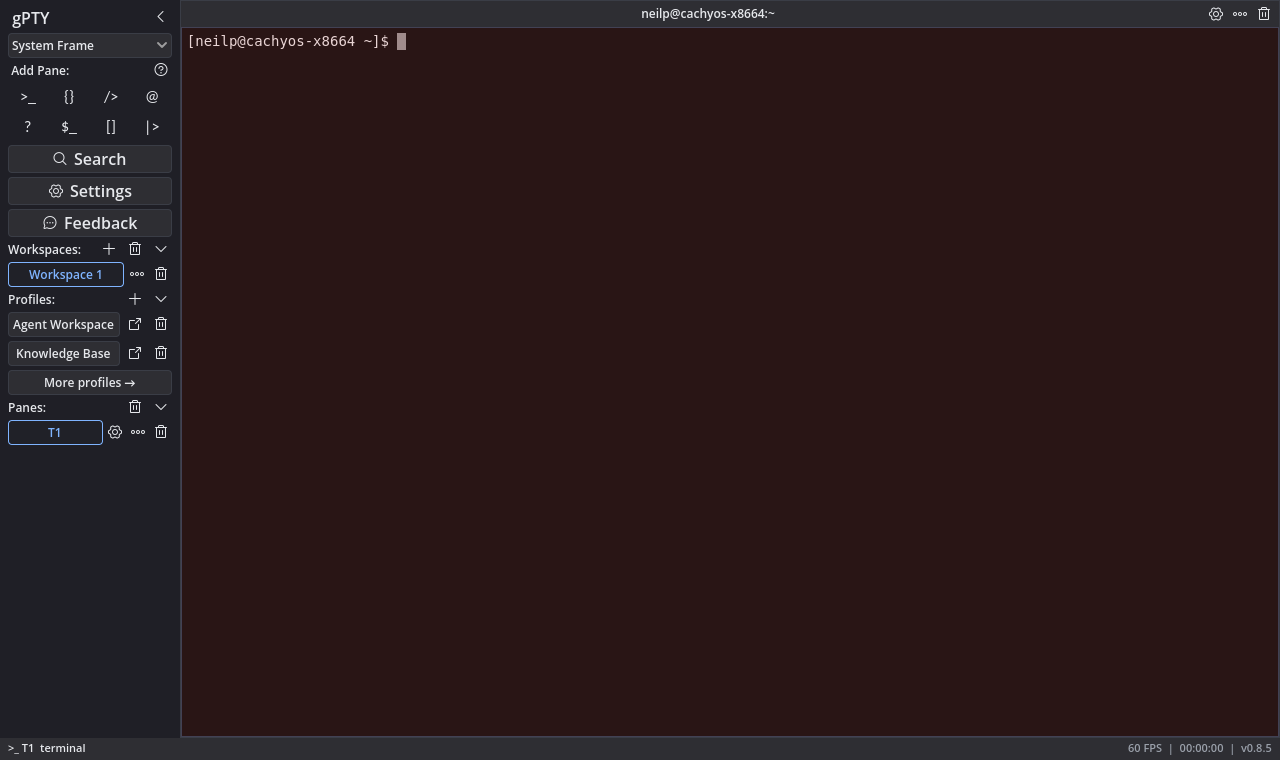 gPTY
System Frame
Add Pane:
>_ {} /> @
? $_ [] |>
Search
Settings
Feedback
Workspaces:
Workspace 1
Profiles:
Agent Workspace
Knowledge Base
More profiles →
Panes:
T1
neilp@cachyos-x8664:~
[neilp@cachyos-x8664 ~]$
>_ T1 terminal
60 FPS | 00:00:00 | v0.8.5